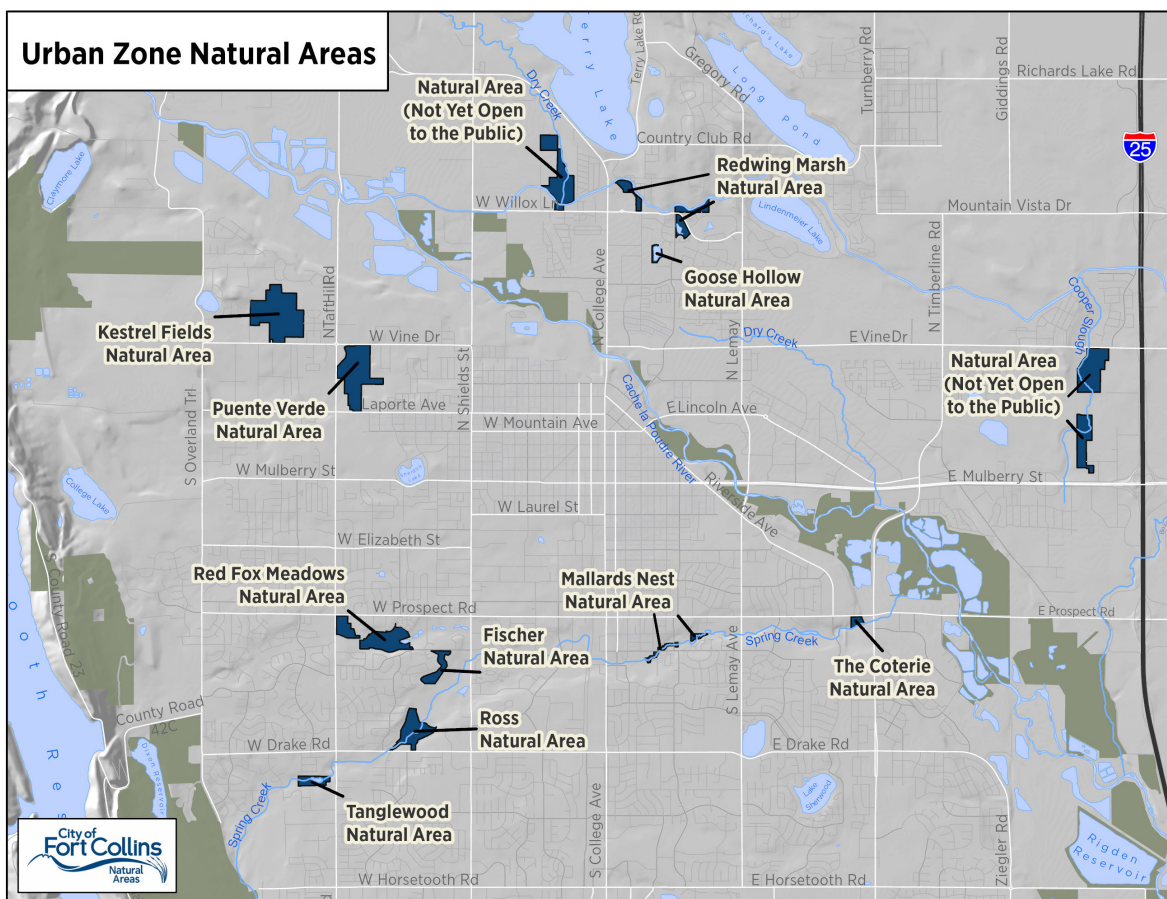 Urban Zone Natural Areas
Terry Lake Rd
Gregory Rd
Turnberry Rd
Giddings Rd
Richards Lake Rd
Natural Area
(Not Yet Open
to the Public)
Dry Creek
Long Pond
Country Club Rd
25
Claymore Lake
Redwing Marsh
Natural Area
W Willox Ln
Lindenmeier Lake
Mountain Vista Dr
Goose Hollow
Natural Area
N College Ave
N Timberline Rd
Cooper Slough
Kestrel Fields
Natural Area
N Taft Hill Rd
W Vine Dr
Dry Creek
N Lemay
E Vine Dr
Natural Area
(Not Yet Open
to the Public)
Puente Verde
Natural Area
Laporte Ave
N Shields St
Cache la Poudre River
E Lincoln Ave
S Overland Trl
W Mountain Ave
W Mulberry St
E Mulberry St
College Lake
Riverside Ave
W Laurel St
W Elizabeth St
S County Road 23
Red Fox Meadows
Natural Area
W Prospect Rd
Mallards Nest
Natural Area
E Prospect Rd
Fischer
Natural Area
S Lemay Ave
Spring Creek
The Coterie
Natural Area
County Road
42C
Ross
Natural Area
W Drake Rd
E Drake Rd
Dixon Reservoir
Lake
Sherwood
Tanglewood
Natural Area
Spring Creek
S College Ave
Ziegler Rd
Rigden
Reservoir
City of
Fort Collins
Natural
Areas
W Horsetooth Rd
E Horsetooth Rd